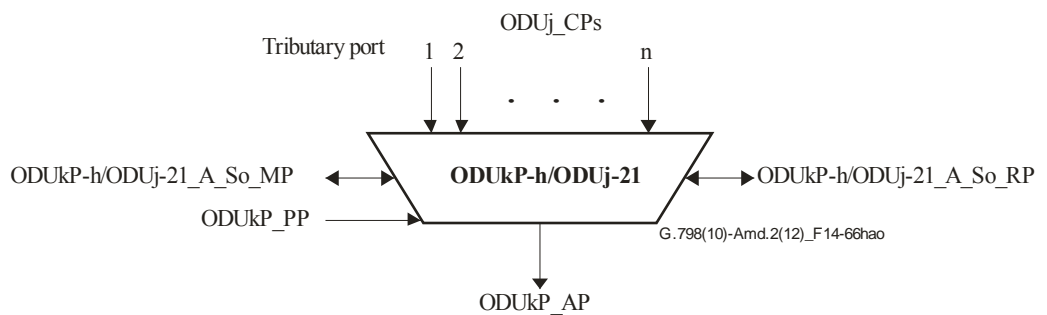 ODUj_CPs
Tributary port 1 2 n
. . .
ODUkP-h/ODUj-21_A_So_MP ODUkP-h/ODUj-21 ODUkP-h/ODUj-21_A_So_RP
ODUkP_PP
G.798(10)-Amd.2(12)_F14-66hao
ODUkP_AP